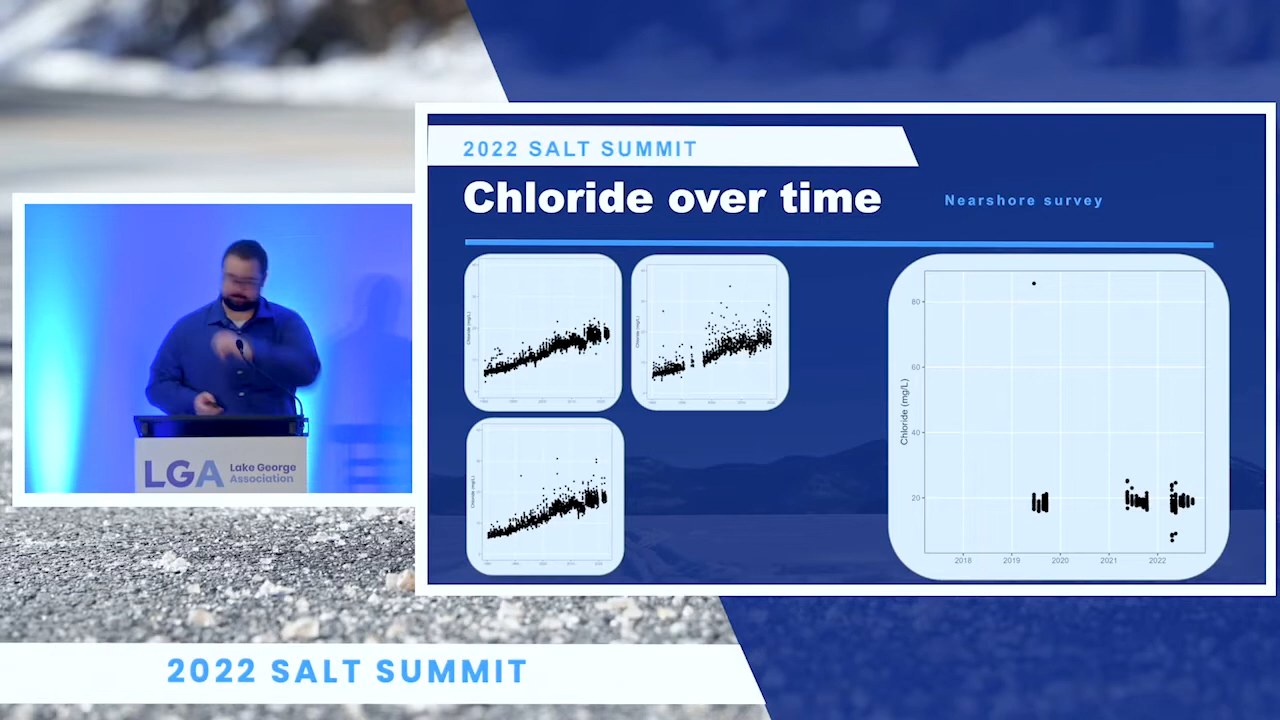 2022 SALT SUMMIT
Chloride over time
Nearshore survey
Chloride (mg/L)
80
60
40
20
2018 2019 2020 2021 2022
LGA Lake George
Association
2022 SALT SUMMIT